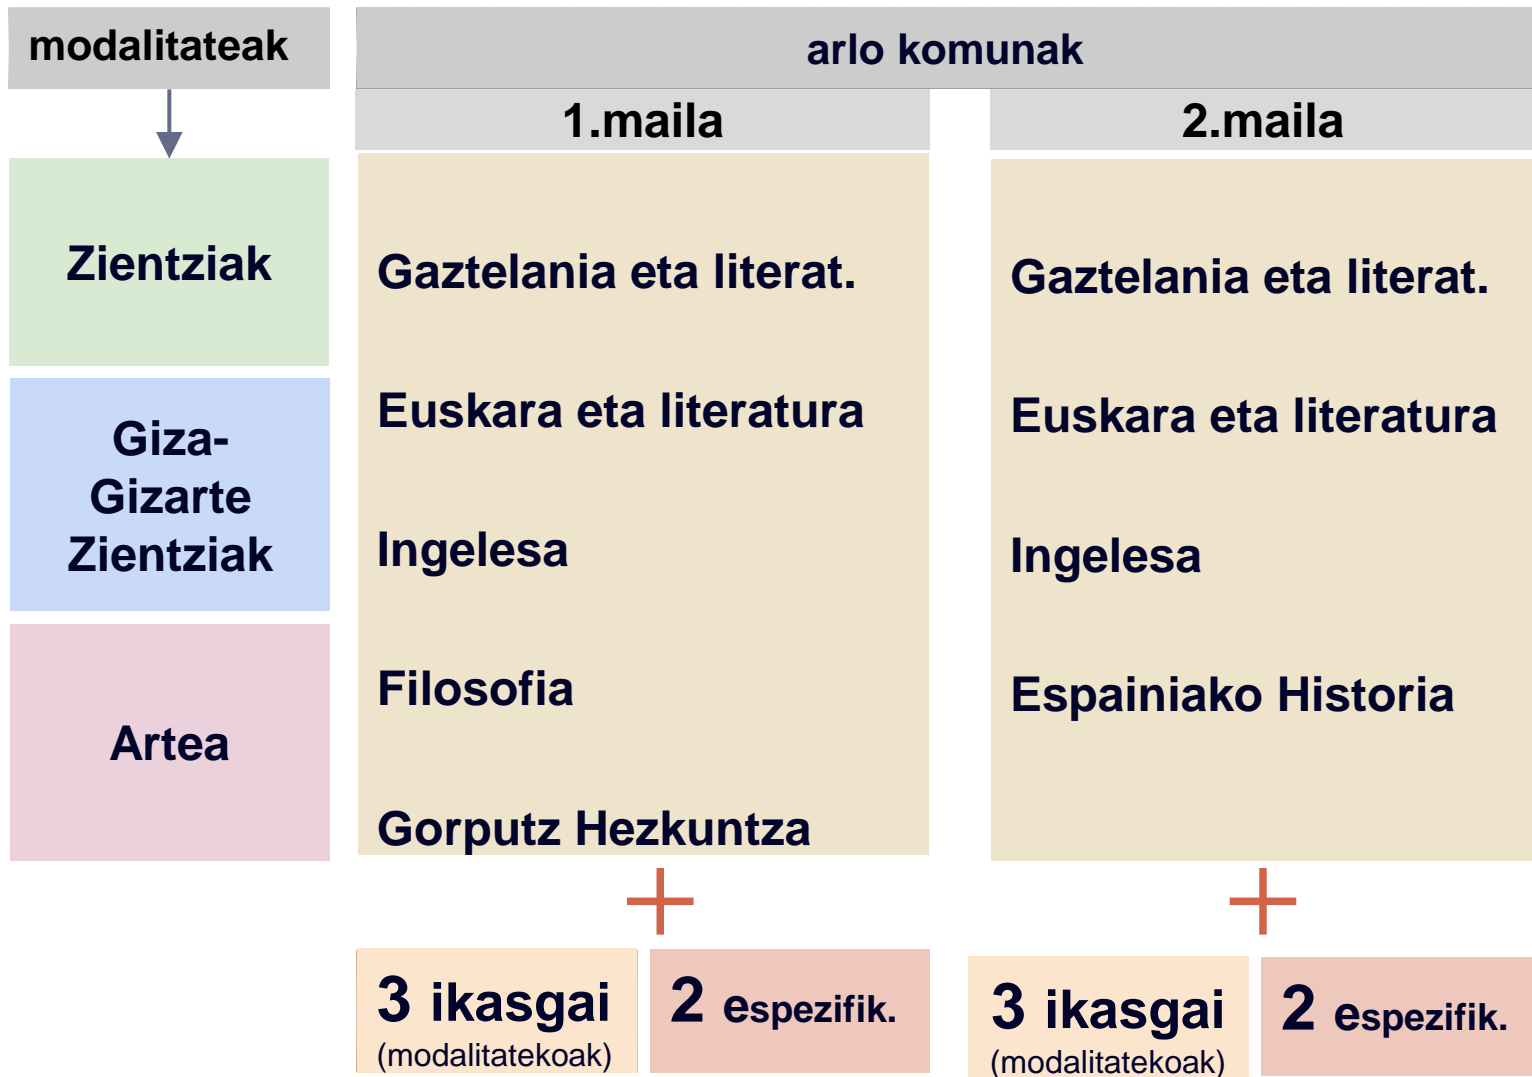 modalitateak
arlo komunak
1.maila
2.maila
Zientziak
Giza-
Gizarte
Zientziak
Artea
Gaztelania eta literat.
Euskara eta literatura
Ingelesa
Filosofia
Gorputz Hezkuntza
Gaztelania eta literat.
Euskara eta literatura
Ingelesa
Espainiako Historia
+
+
3 ikasgai
(modalitatekoak)
2 espezifik.
3 ikasgai
(modalitatekoak)
2 espezifik.